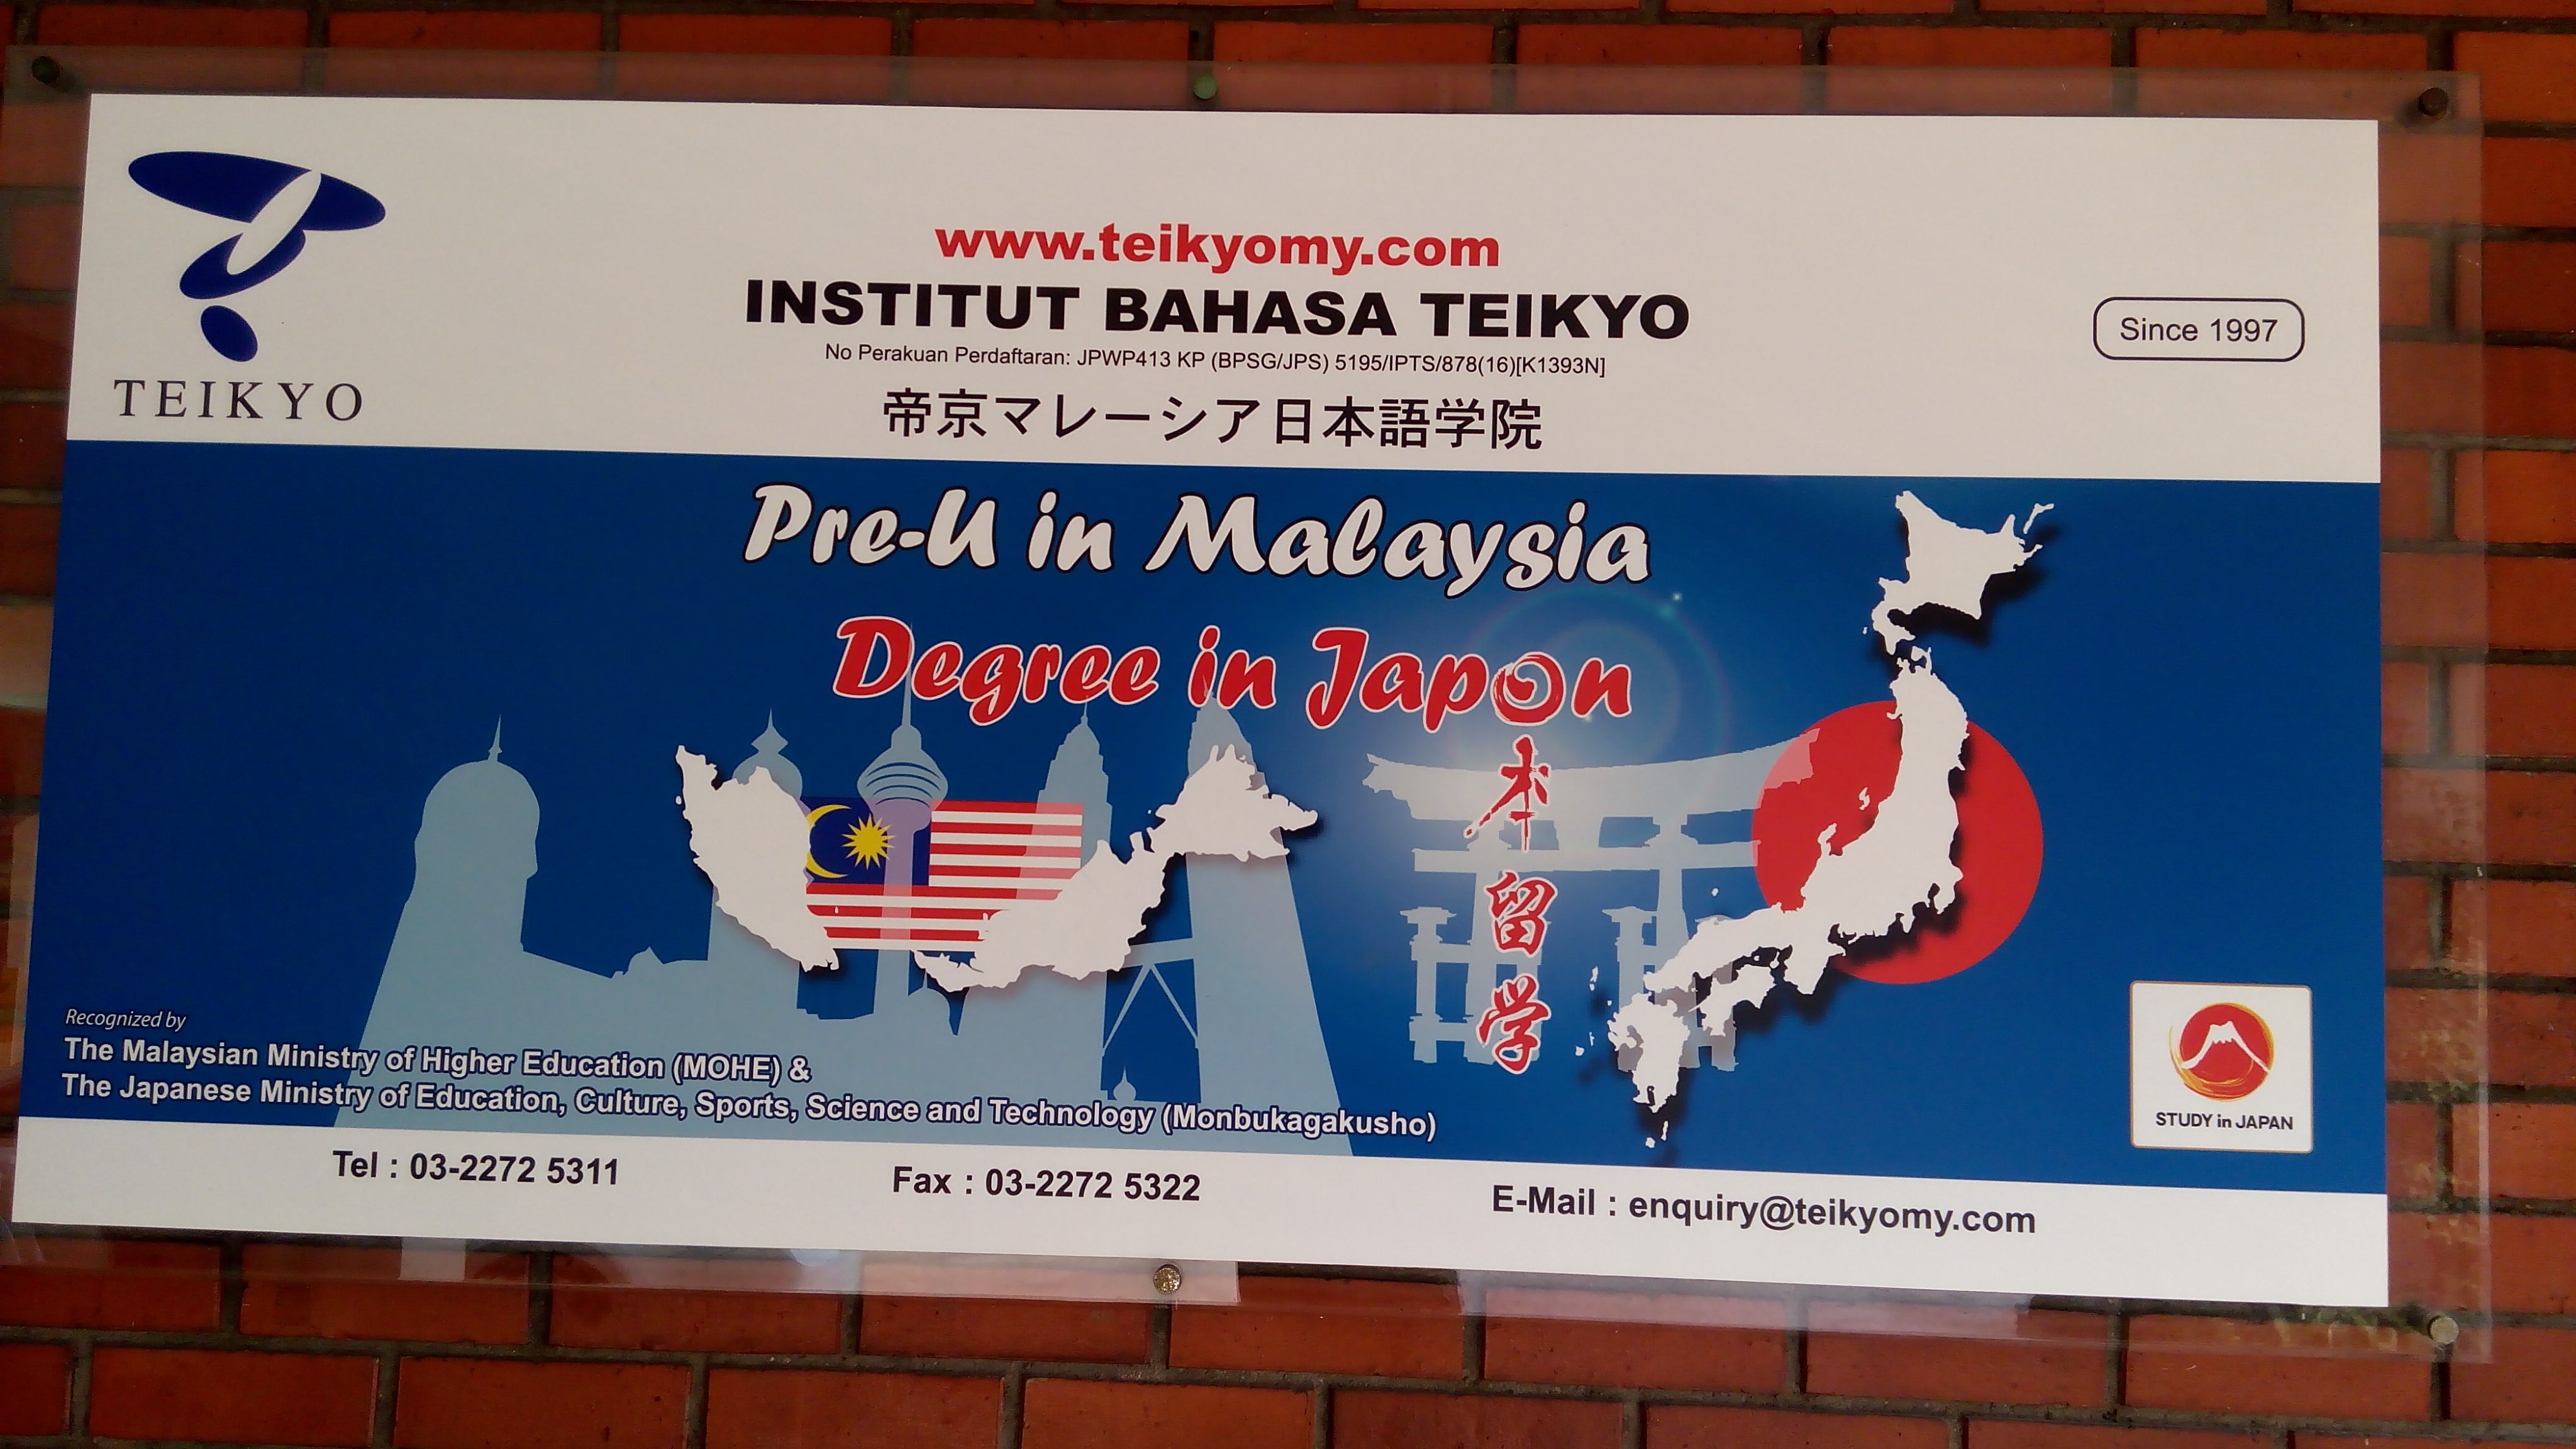 TEIKYO
www.teikyomy.com
INSTITUT BAHASA TEIKYO
No Perakuan Perdaftaran: JPWP413 KP (BPSG/JPS) 5195/IPTS/878(16)[K1393N]
帝京マレーシア日本語学院
Since 1997
Pre-U in Malaysia
Degree in Japan
本
留
学
Recognized by
The Malaysian Ministry of Higher Education (MOHE) &
The Japanese Ministry of Education, Culture, Sports, Science and Technology (Monbukagakusho)
STUDY in JAPAN
Tel : 03-2272 5311
Fax : 03-2272 5322
E-Mail : enquiry@teikyomy.com